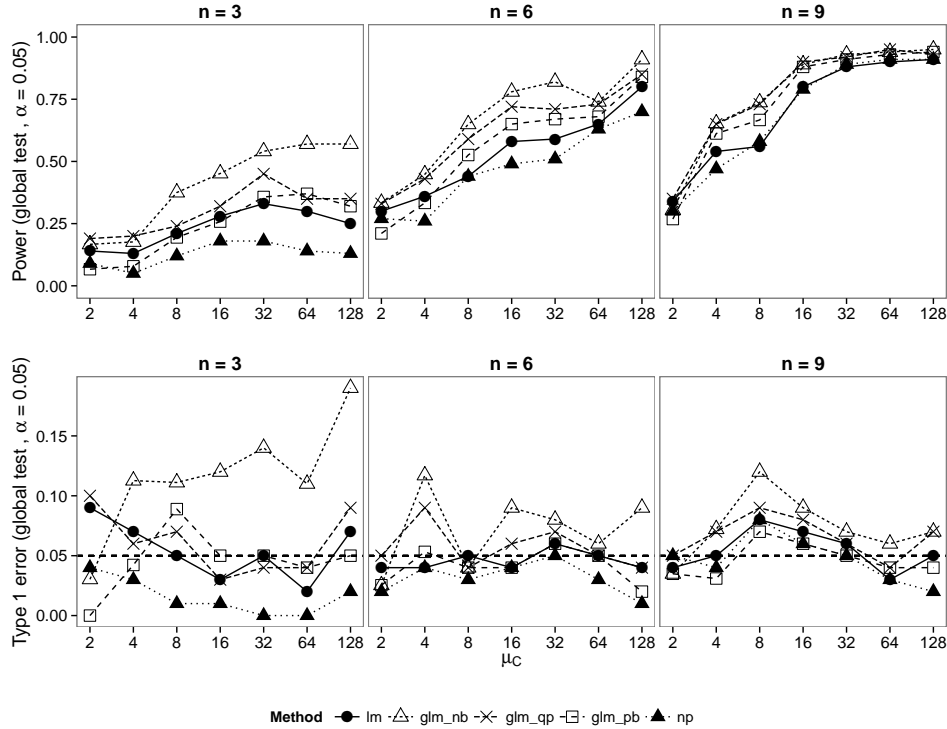 n = 3
n = 6
n = 9
Power (global test , α = 0.05)
1.00
0.75
0.50
0.25
0.00
2 4 8 16 32 64 128
2 4 8 16 32 64 128
2 4 8 16 32 64 128
n = 3
n = 6
n = 9
Type 1 error (global test , α = 0.05)
0.15
0.10
0.05
0.00
2 4 8 16 32 64 128
2 4 8 16 32 64 128
2 4 8 16 32 64 128
μC
Method lm glm_nb glm_qp glm_pb np